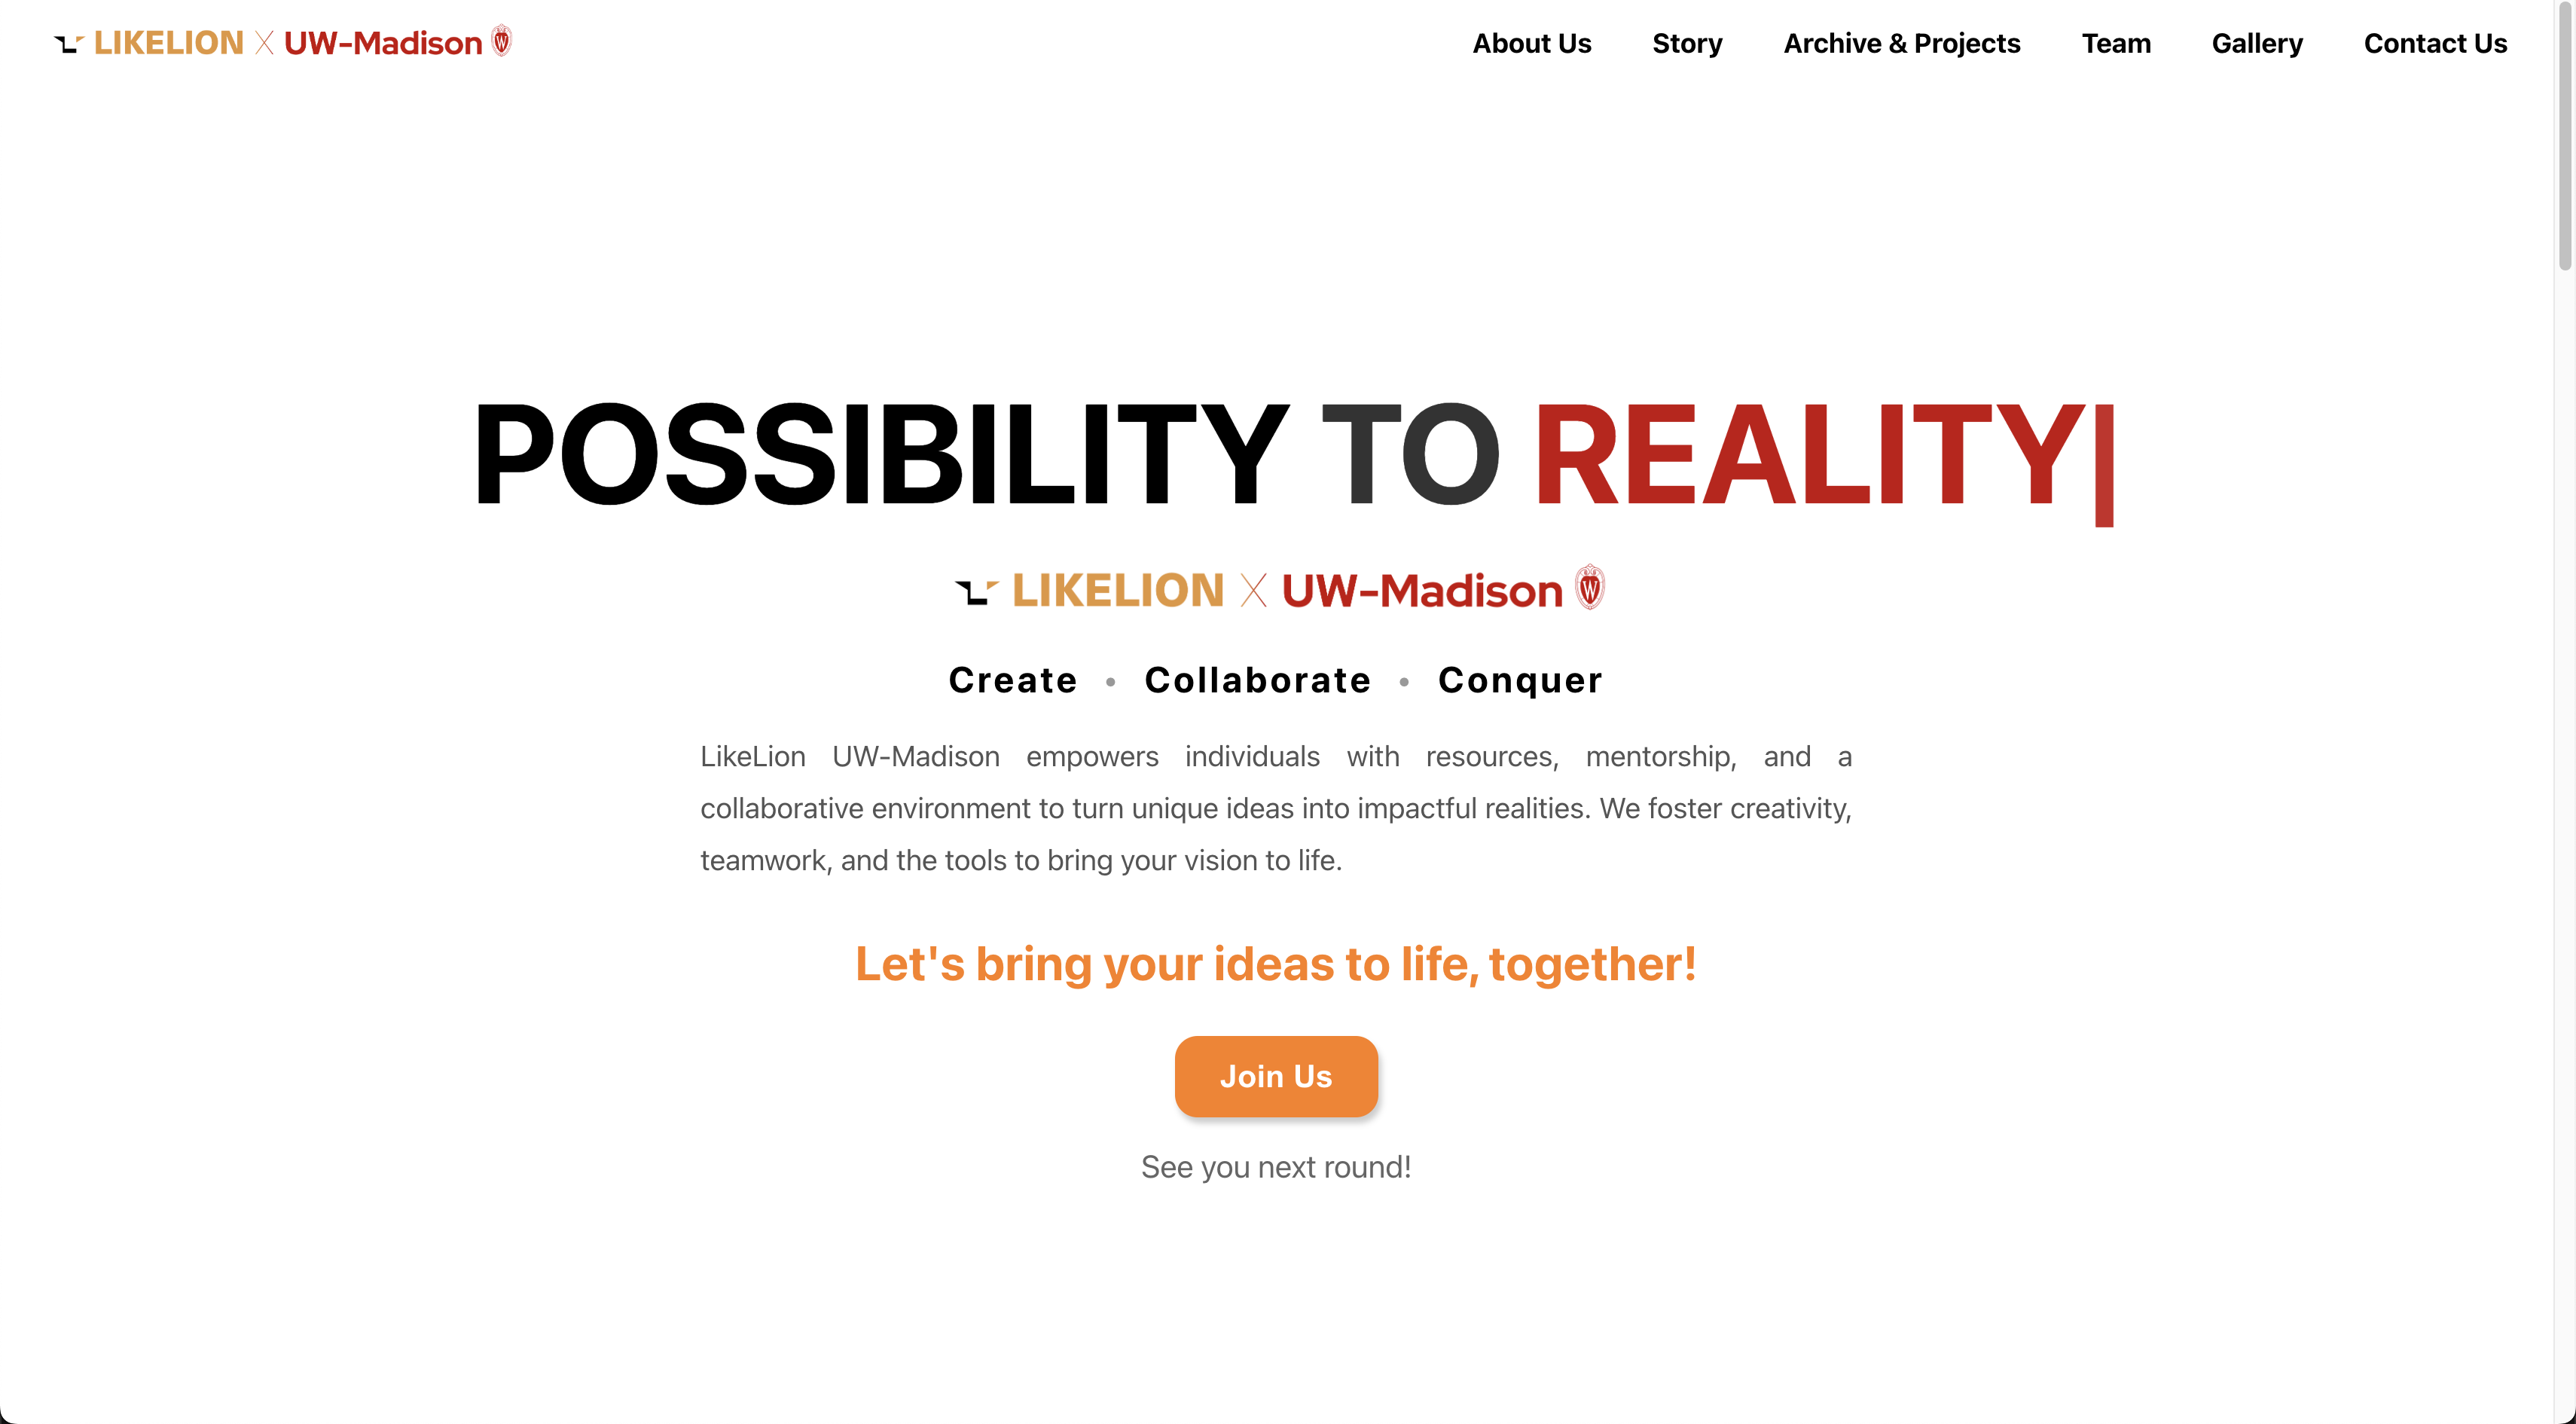 LIKELION X UW-Madison W
About Us Story Archive & Projects Team Gallery Contact Us
POSSIBILITY TO REALITY|
LIKELION X UW-Madison W
Create • Collaborate • Conquer
LikeLion UW-Madison empowers individuals with resources, mentorship, and a
collaborative environment to turn unique ideas into impactful realities. We foster creativity,
teamwork, and the tools to bring your vision to life.
Let's bring your ideas to life, together!
Join Us
See you next round!